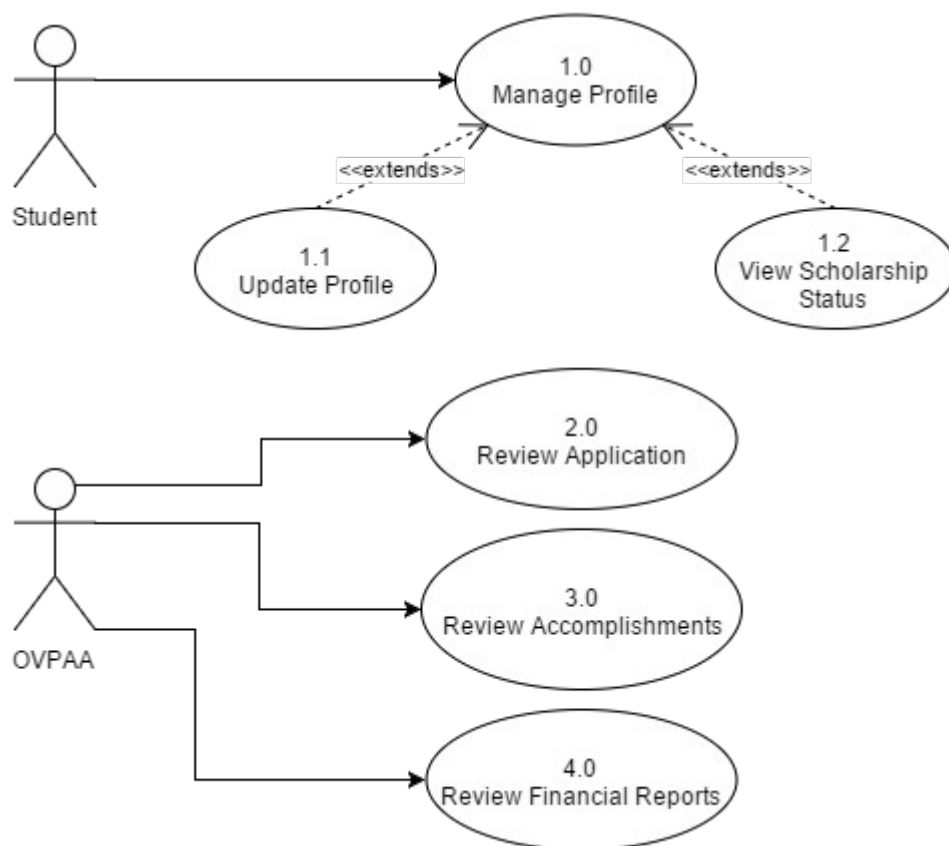 1.0
Manage Profile
<<extends>>
<<extends>>
Student
1.1
Update Profile
1.2
View Scholarship
Status
2.0
Review Application
3.0
Review Accomplishments
OVPAA
4.0
Review Financial Reports